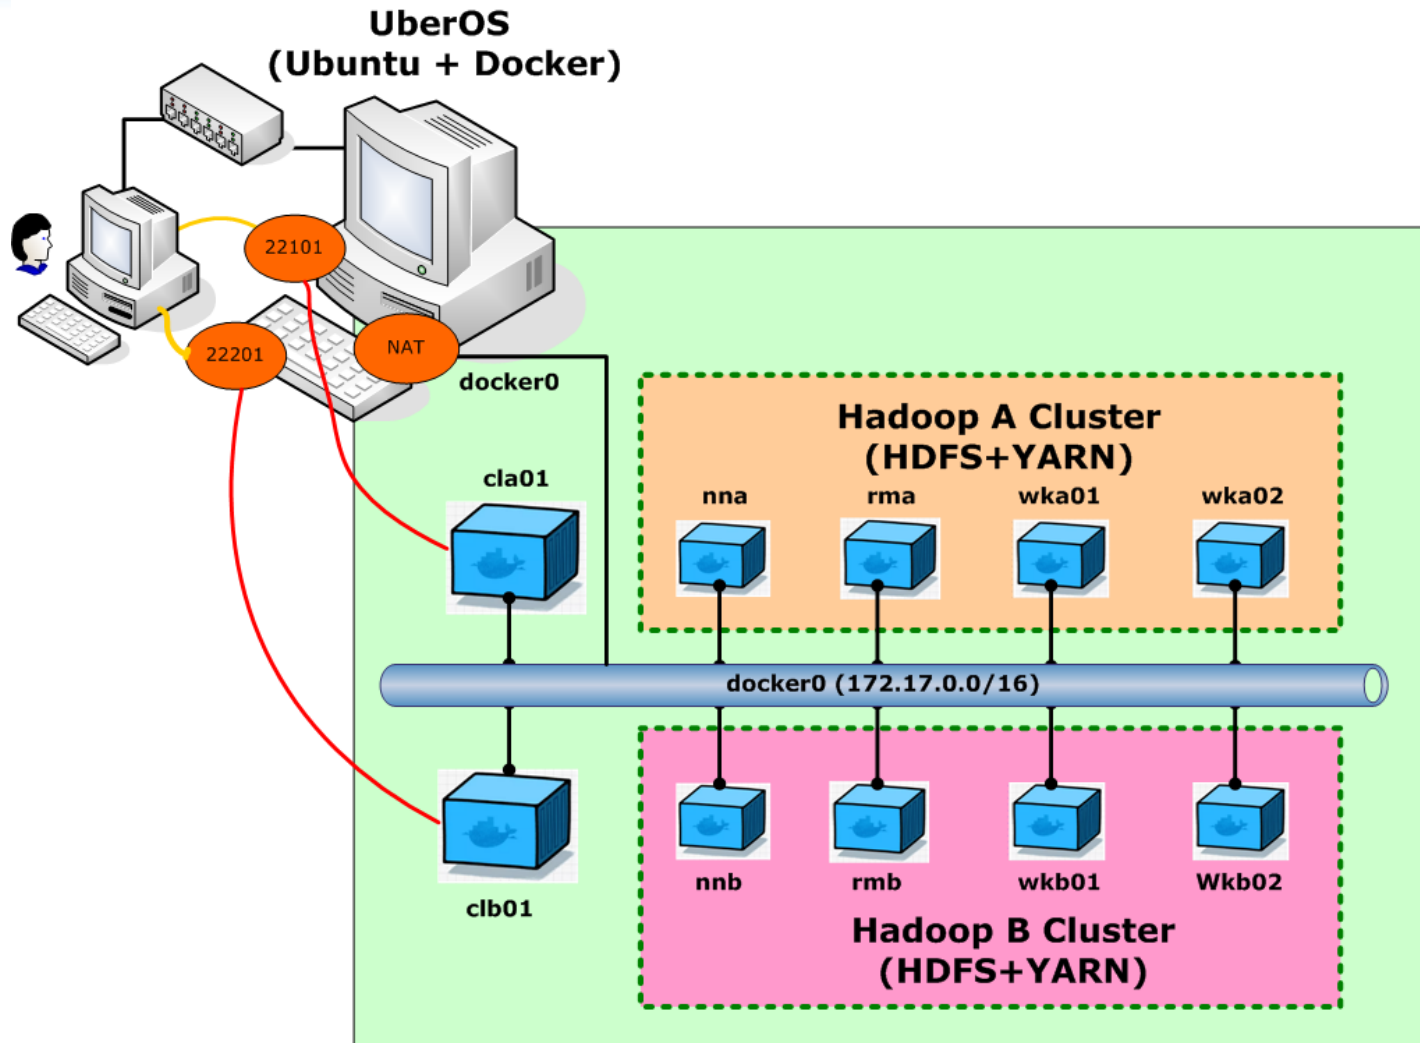 UberOS
(Ubuntu + Docker)
22101
22201
NAT
docker0
Hadoop A Cluster
(HDFS+YARN)
cla01
nna
rma
wka01
wka02
docker0 (172.17.0.0/16)
nnb
rmb
wkb01
Wkb02
clb01
Hadoop B Cluster
(HDFS+YARN)